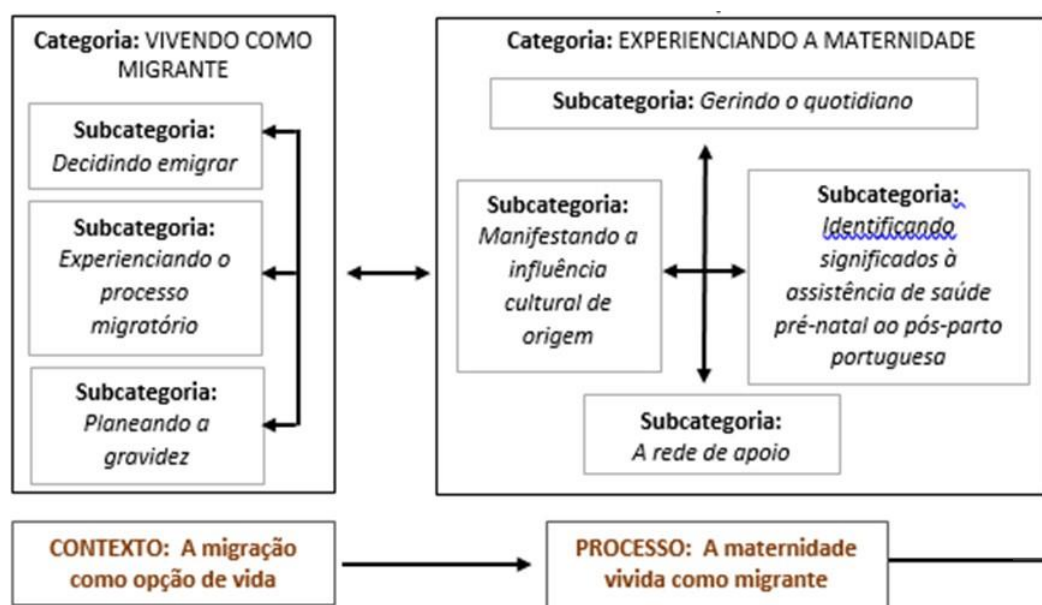 Categoria: VIVENDO COMO
MIGRANTE
Subcategoria:
Decidindo emigrar
Subcategoria:
Experienciando o
processo
migratório
Subcategoria:
Planeando a
gravidez
Categoria: EXPERIENCIANDO A MATERNIDADE
Subcategoria: Gerindo o quotidiano
Subcategoria:
Manifestando a
influência
cultural de
origem
Subcategoria:
Identificando
significados à
assistência de saúde
pré-natal ao pós-parto
portuguesa
Subcategoria:
A rede de apoio
CONTEXTO: A migração
como opção de vida
PROCESSO: A maternidade
vivida como migrante